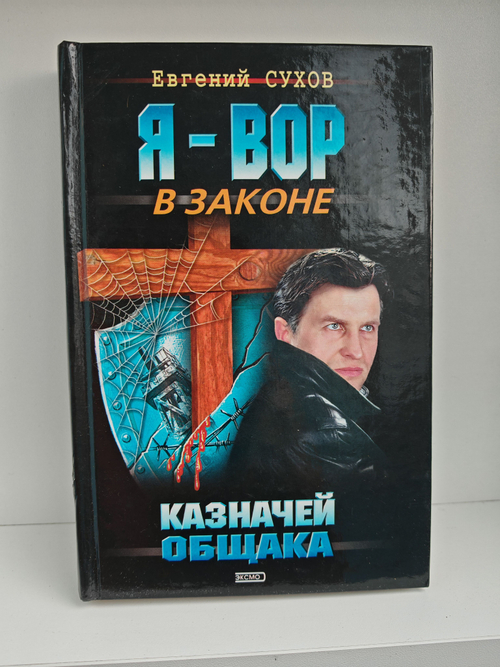 Евгений СУХОВ
Я - ВОР
В ЗАКОНЕ
КАЗНАЧЕЙ
ОБЩАКА
ЭКСМО